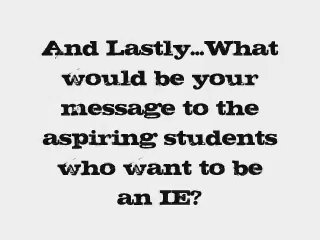 And Lastly...What
would be your
message to the
aspiring students
who want to be
an IE?